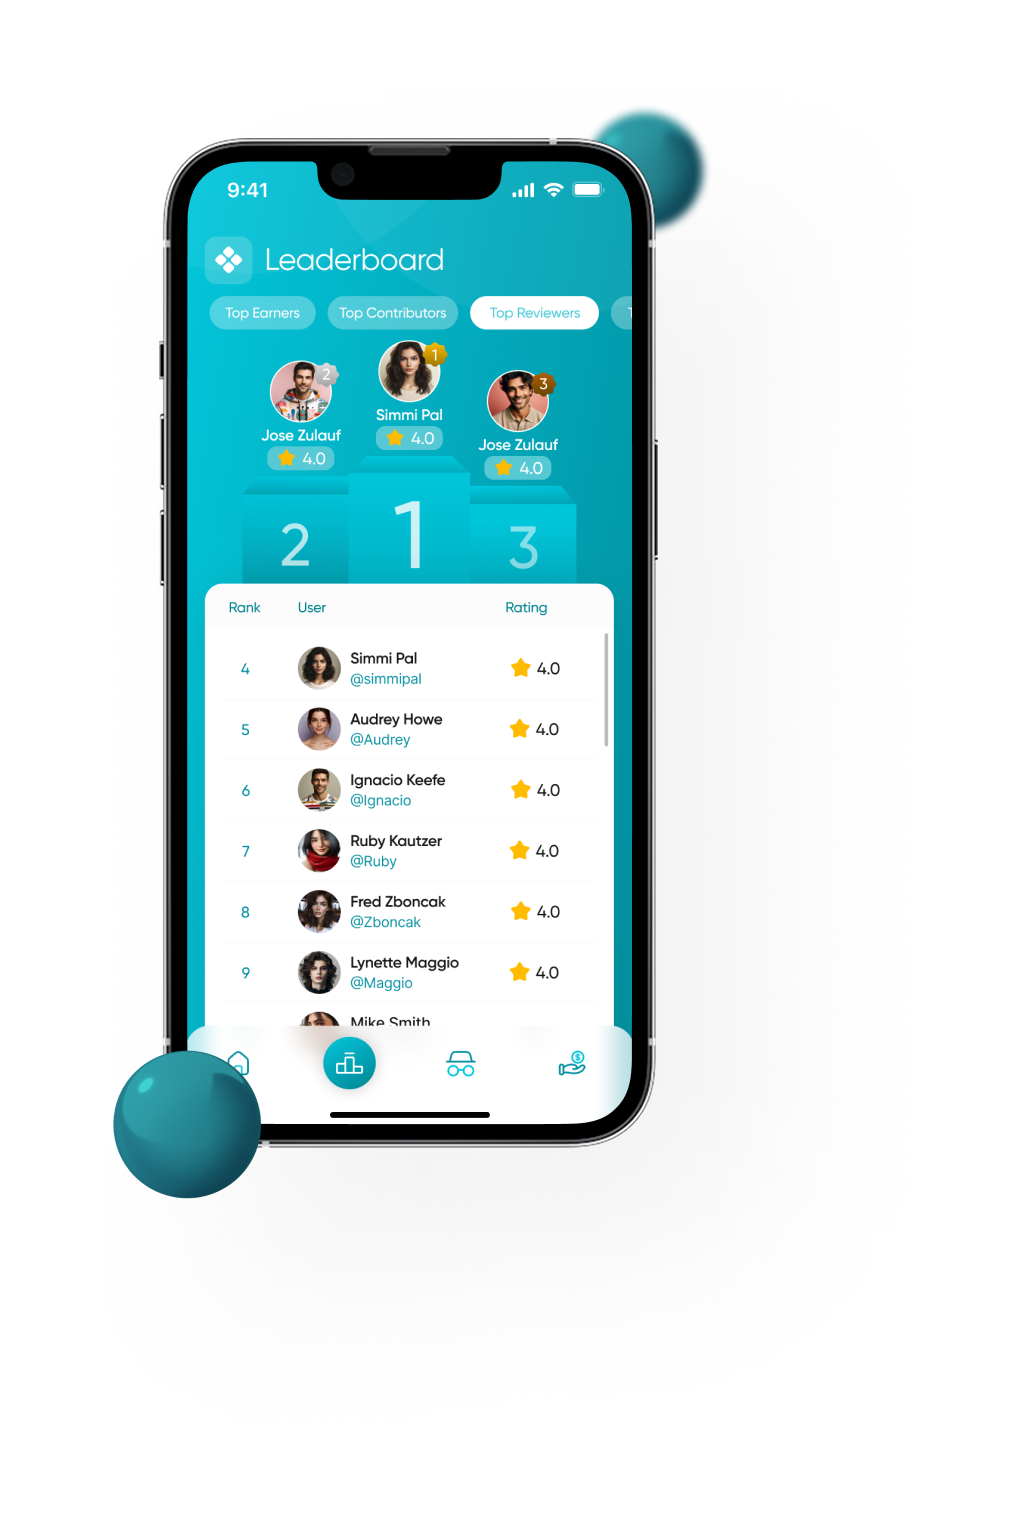 9:41
Leaderboard
Top Earners
Top Contributors
Top Reviewers
1
Simmi Pal
4.0
2
Jose Zulauf
4.0
3
Jose Zulauf
4.0
2
1
3
Rank User Rating
4 Simmi Pal 4.0
@simmipal
5 Audrey Howe 4.0
@Audrey
6 Ignacio Keefe 4.0
@Ignacio
7 Ruby Kautzer 4.0
@Ruby
8 Fred Zboncak 4.0
@Zboncak
9 Lynette Maggio 4.0
@Maggio
Mike Smith
$